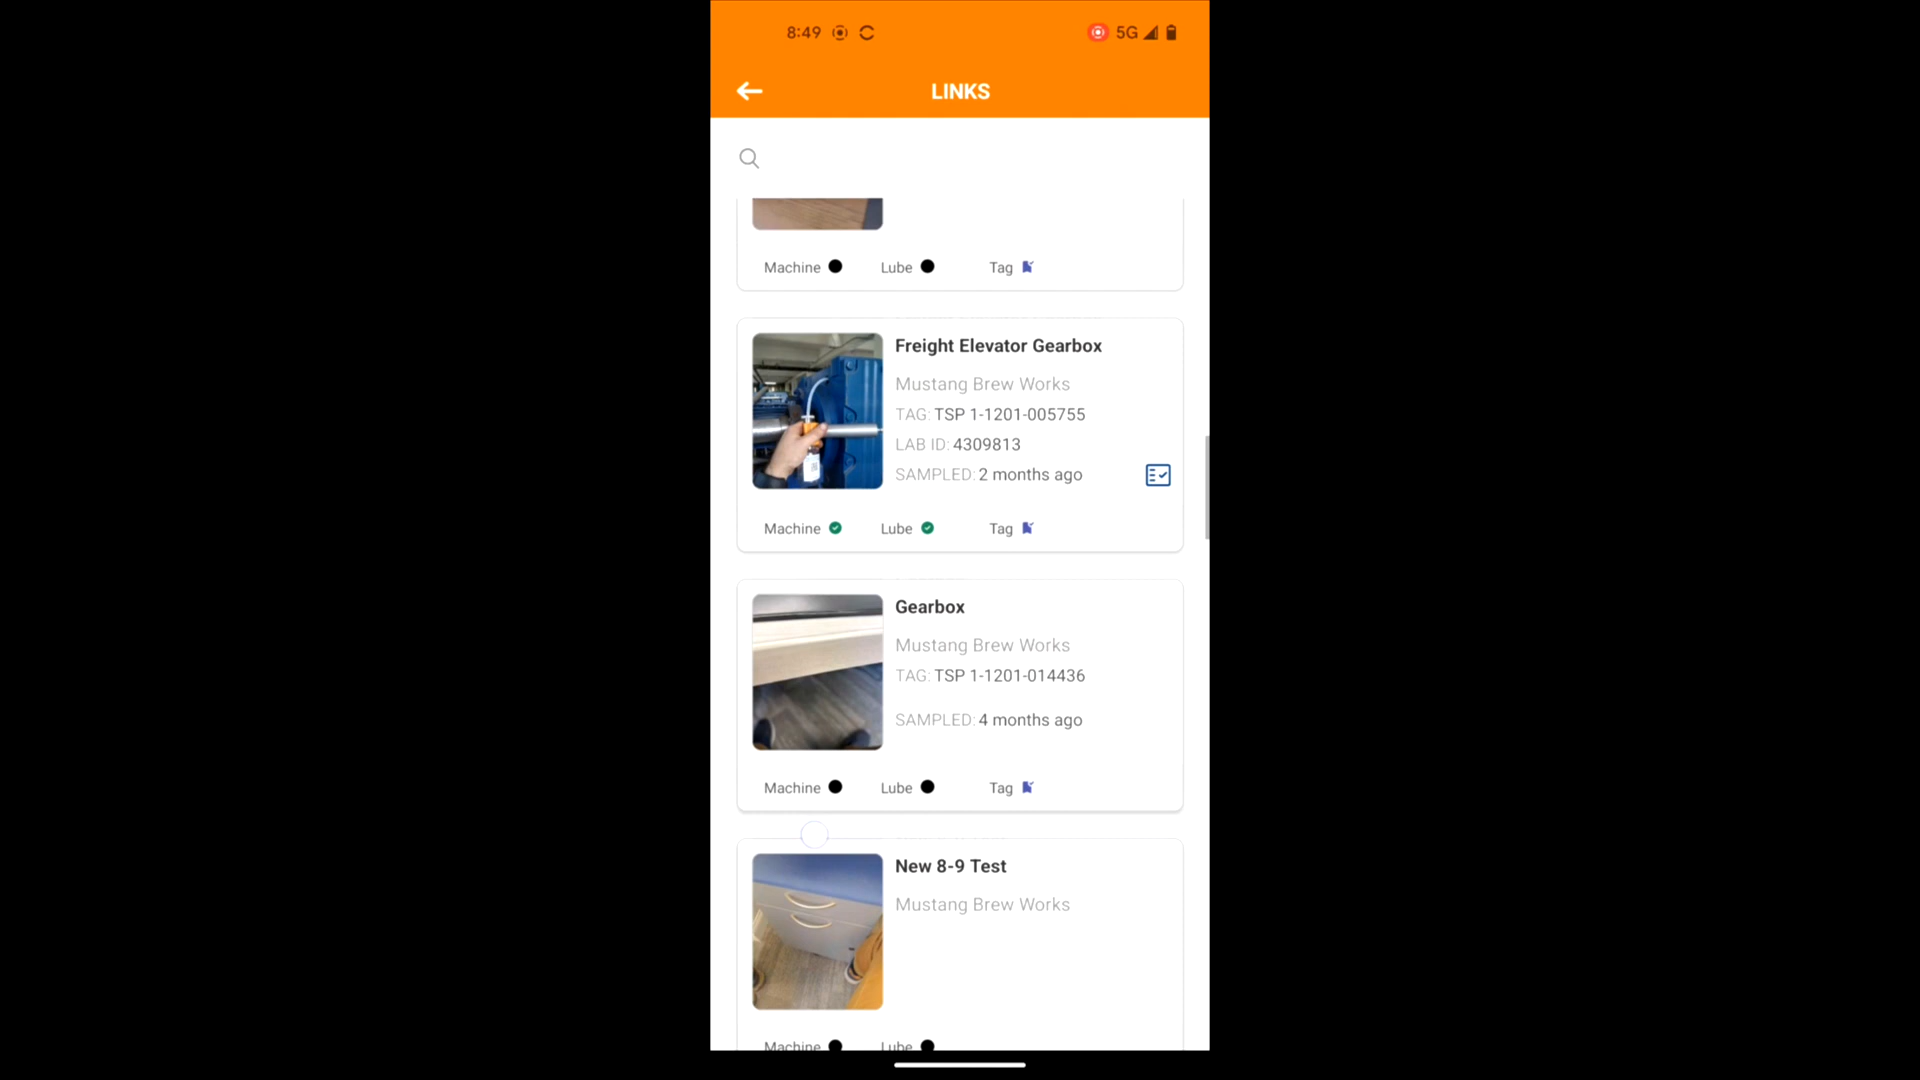 8:49 5G
LINKS
Machine Lube Tag
Freight Elevator Gearbox
Mustang Brew Works
TAG: TSP 1-1201-005755
LAB ID: 4309813
SAMPLED: 2 months ago
Machine Lube Tag
Gearbox
Mustang Brew Works
TAG: TSP 1-1201-014436
SAMPLED: 4 months ago
Machine Lube Tag
New 8-9 Test
Mustang Brew Works
Machine Lube